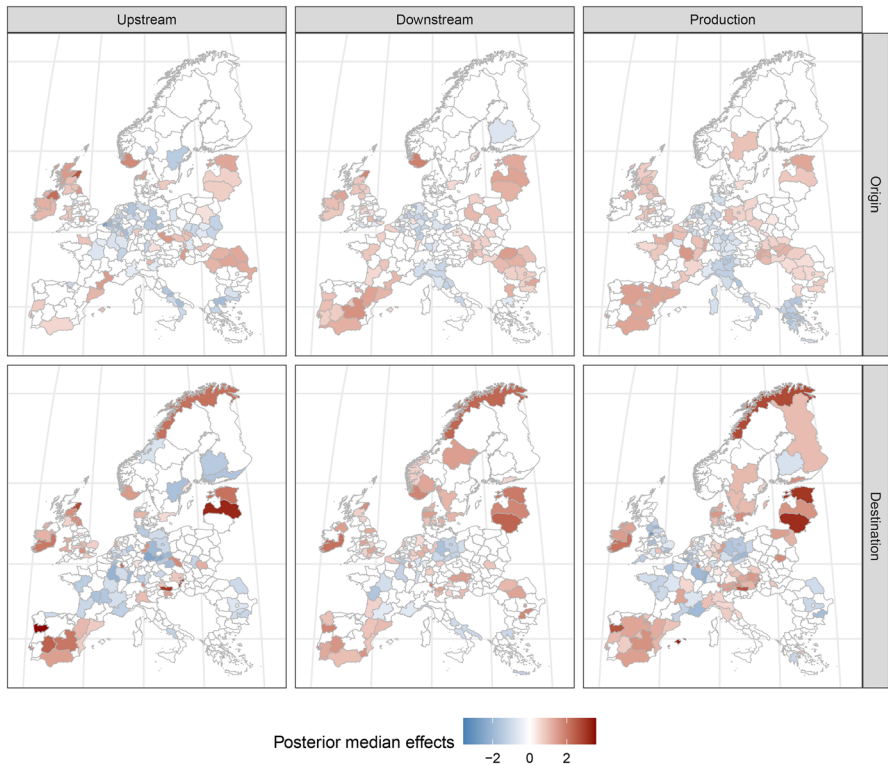 Upstream
Downstream
Production
Origin
Destination
Posterior median effects
−2
0
2